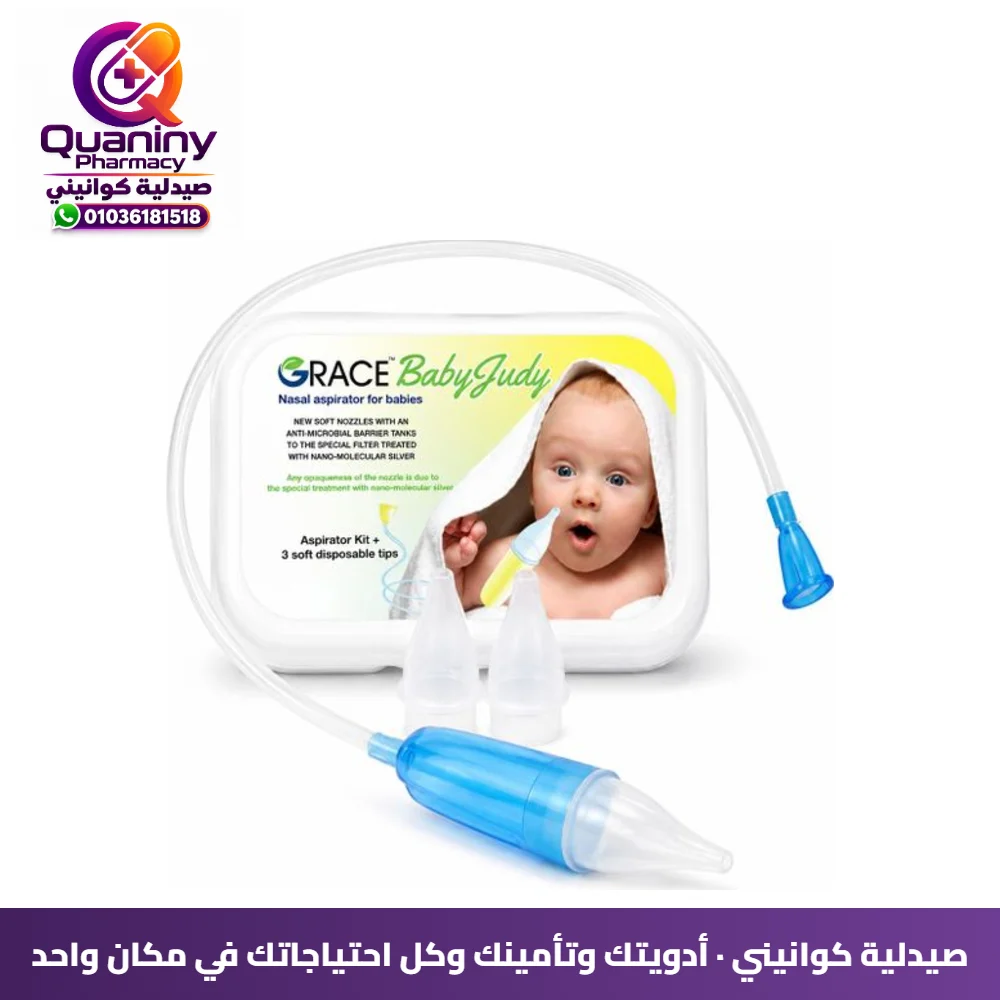 Quaniny
Pharmacy
صيدلية كوانيني
01036181518
GRACE™ BabyJudy
Nasal aspirator for babies
NEW SOFT NOZZLES WITH AN
ANTI-MICROBIAL BARRIER TANKS
TO THE SPECIAL FILTER TREATED
WITH NANO-MOLECULAR SILVER
Any opaqueness of the nozzle is due to
the special treatment with nano-molecular silver
Aspirator Kit +
3 soft disposable tips
صيدلية كوانيني · أدويتك وتأمينك وكل احتياجاتك في مكان واحد